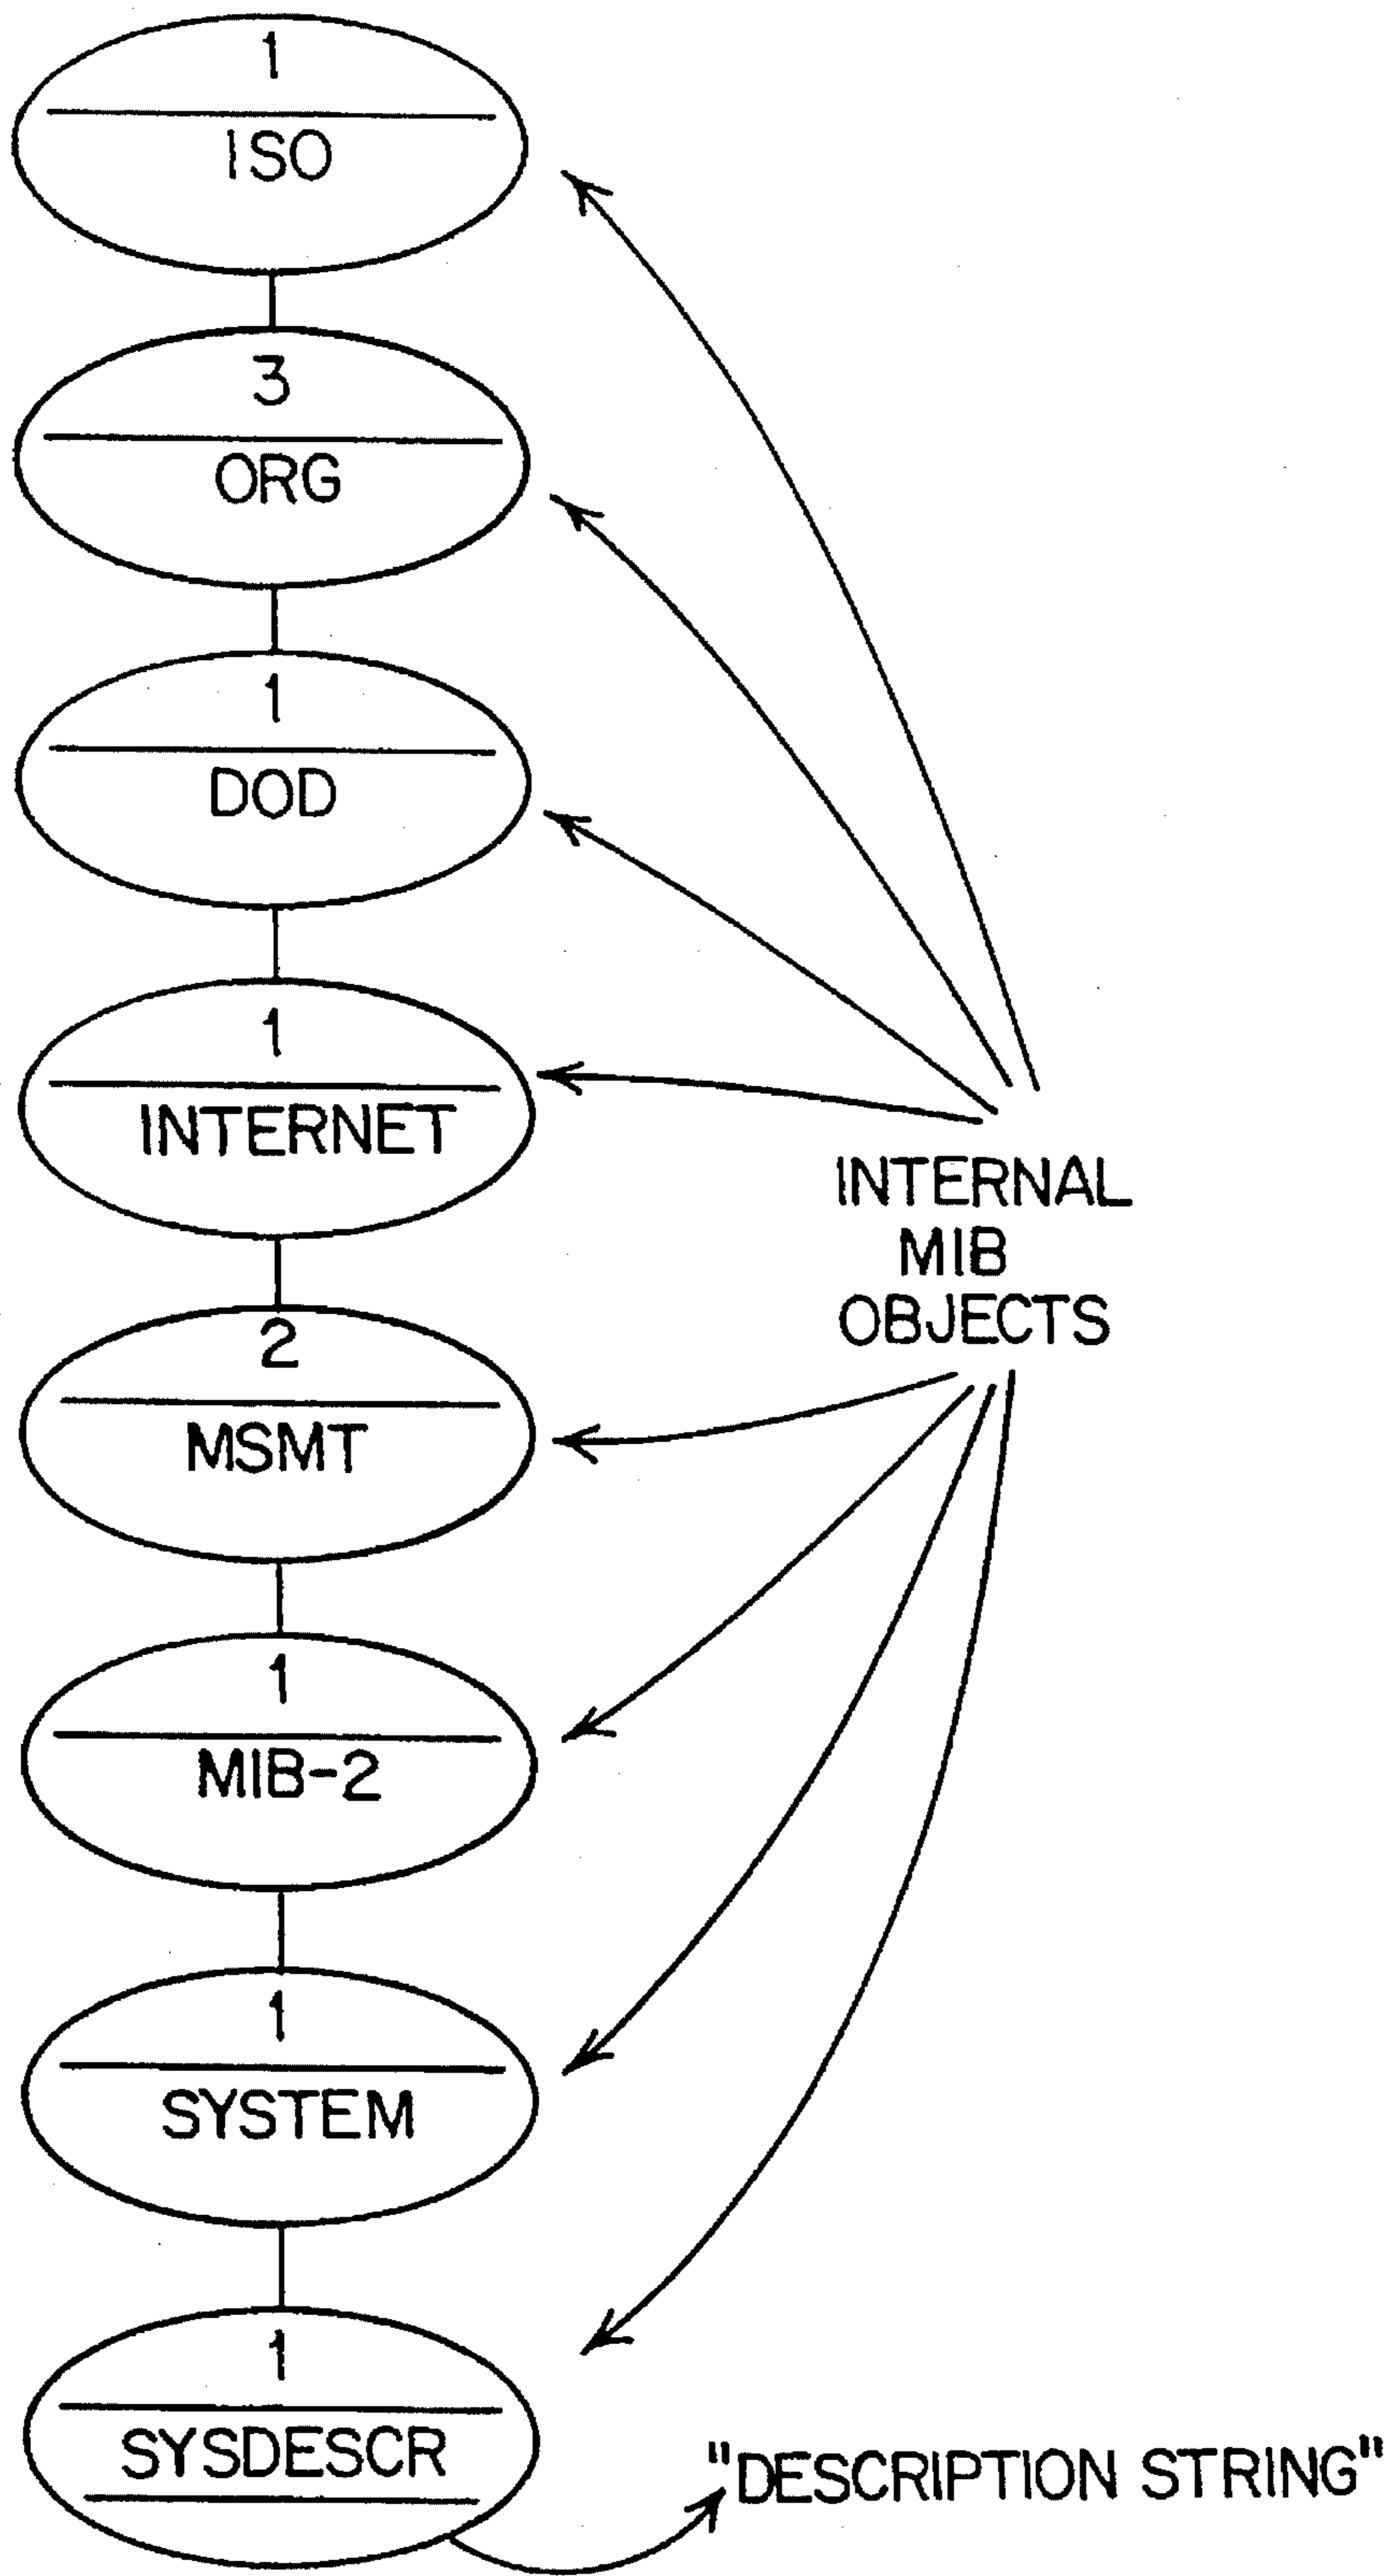 1
ISO
3
ORG
1
DOD
1
INTERNET
INTERNAL
MIB
OBJECTS
2
MSMT
1
MIB-2
1
SYSTEM
1
SYSDESCR
"DESCRIPTION STRING"